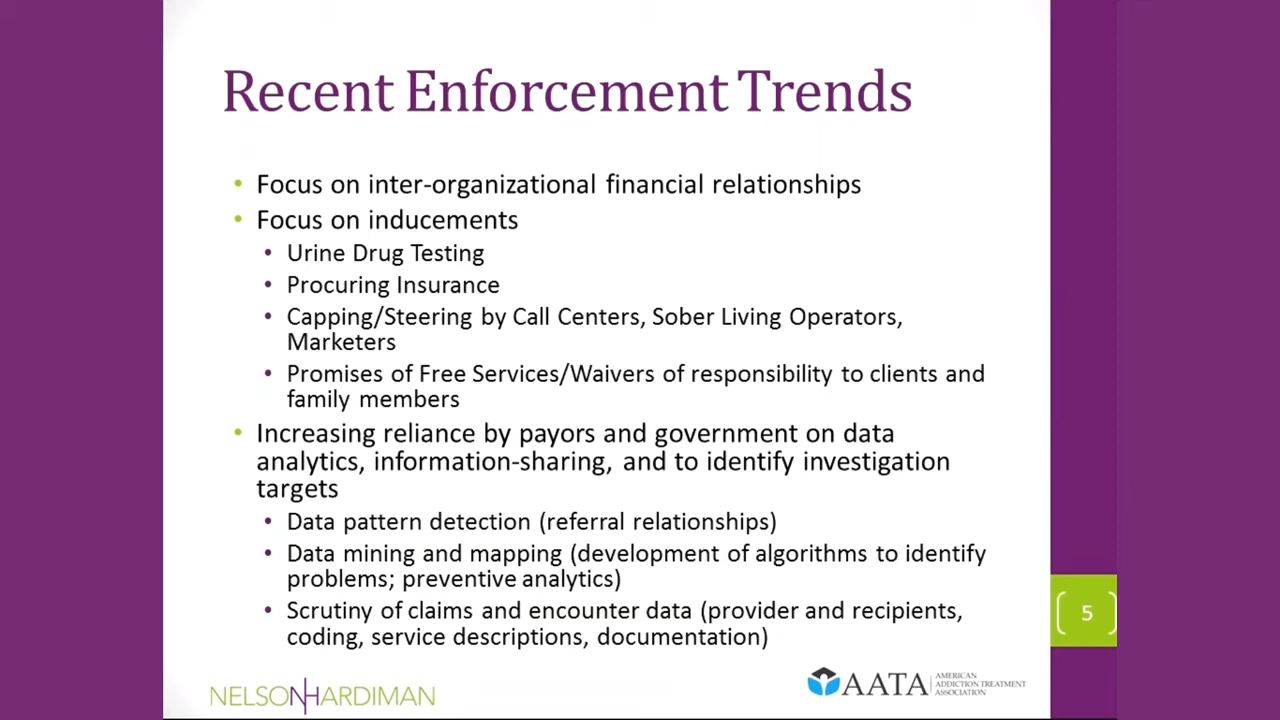 Recent Enforcement Trends
• Focus on inter-organizational financial relationships
• Focus on inducements
• Urine Drug Testing
• Procuring Insurance
• Capping/Steering by Call Centers, Sober Living Operators,
Marketers
• Promises of Free Services/Waivers of responsibility to clients and
family members
• Increasing reliance by payors and government on data
analytics, information-sharing, and to identify investigation
targets
• Data pattern detection (referral relationships)
• Data mining and mapping (development of algorithms to identify
problems; preventive analytics)
• Scrutiny of claims and encounter data (provider and recipients,
coding, service descriptions, documentation)
5
NELSONHARDIMAN
AATA
AMERICAN
ADDICTION TREATMENT
ASSOCIATION